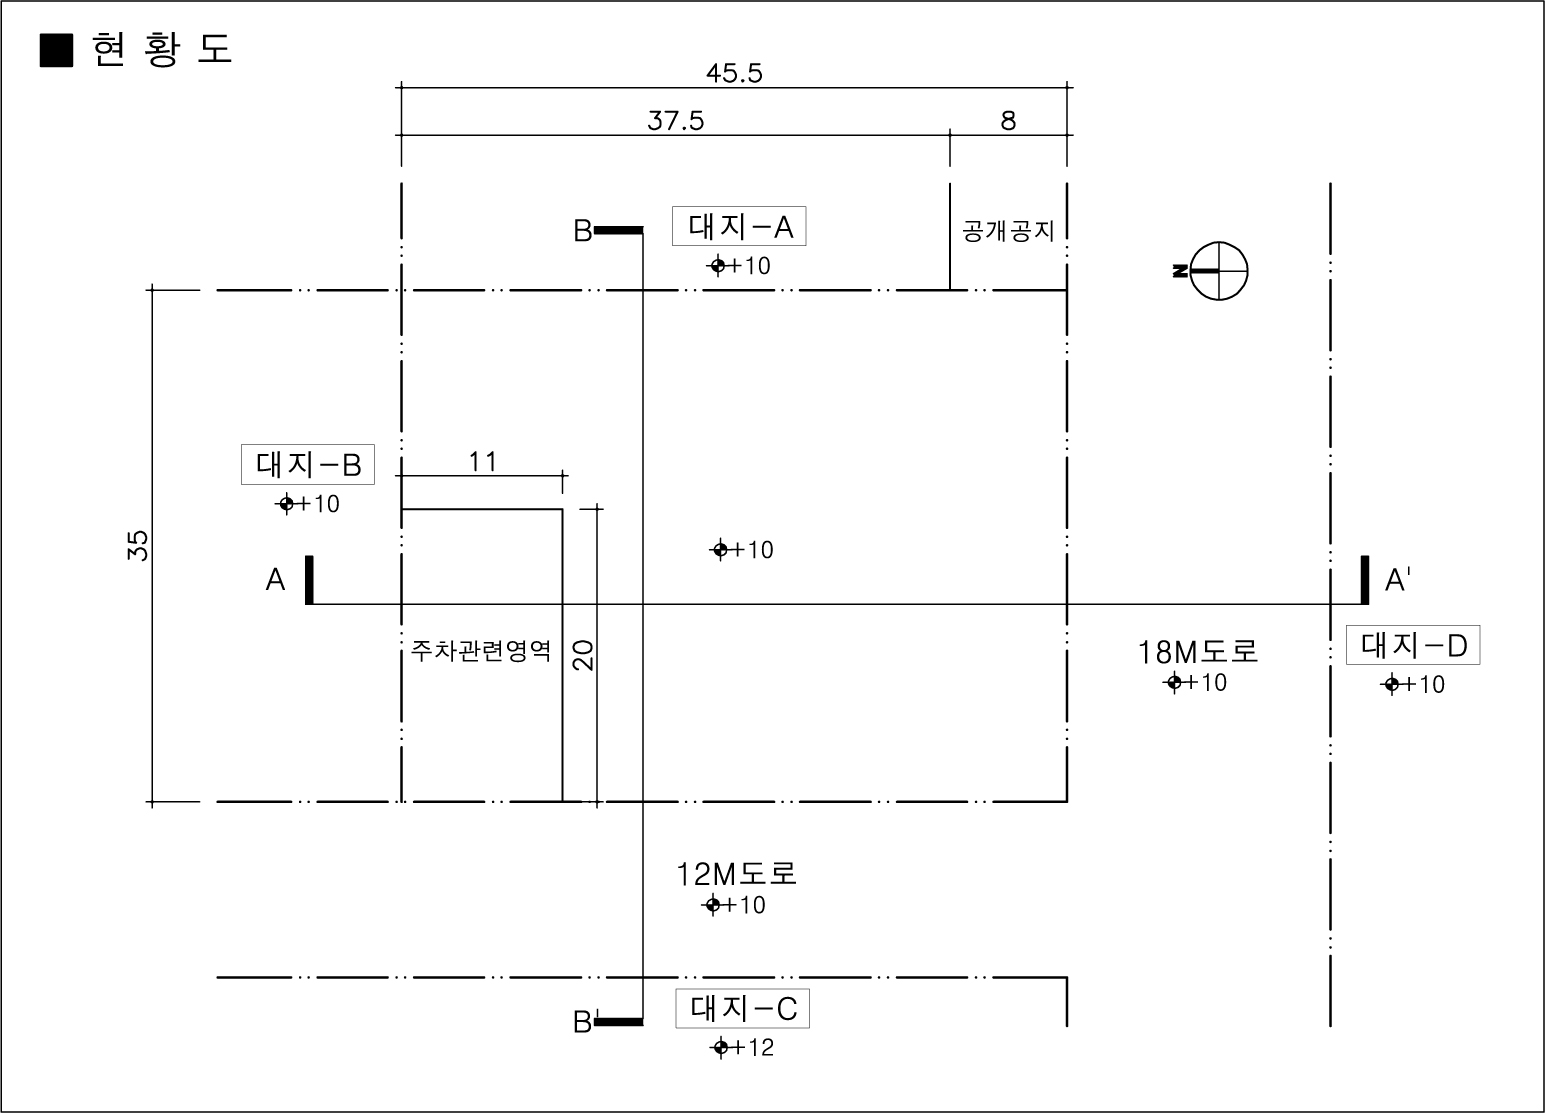 ■ 현 황 도
45.5
37.5
8
B
대지-A
+10
공개공지
N
대지-B
+10
11
35
+10
A
A'
주차관련영역
20
18M도로
+10
대지-D
+10
12M도로
+10
B'
대지-C
+12